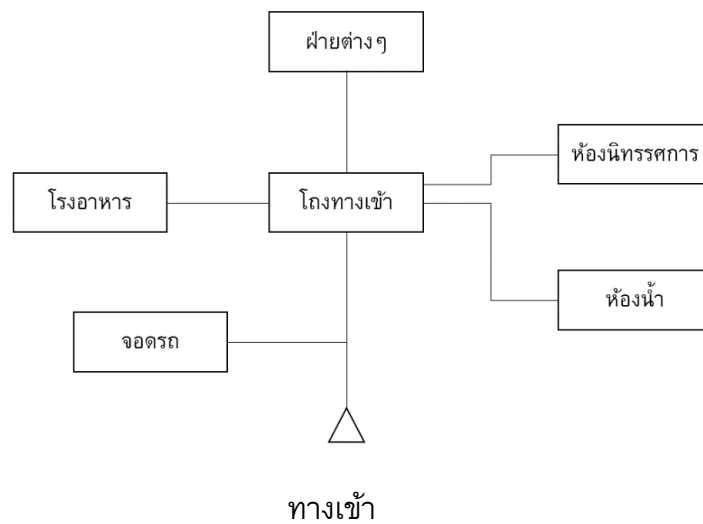 ฝ่ายต่างๆ
ห้องนิทรรศการ
โรงอาหาร
โถงทางเข้า
ห้องน้ำ
จอดรถ
ทางเข้า